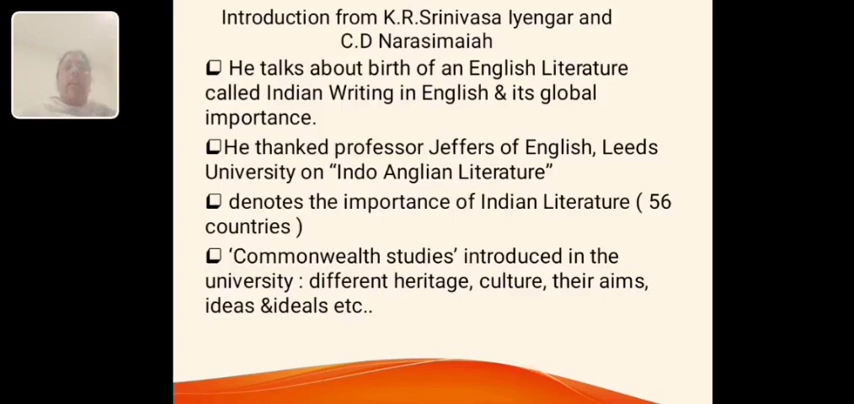 Introduction from K.R.Srinivasa Iyengar and
C.D Narasimaiah
❑ He talks about birth of an English Literature
called Indian Writing in English & its global
importance.
❑He thanked professor Jeffers of English, Leeds
University on “Indo Anglian Literature”
❑ denotes the importance of Indian Literature ( 56
countries )
❑ ‘Commonwealth studies’ introduced in the
university : different heritage, culture, their aims,
ideas &ideals etc..